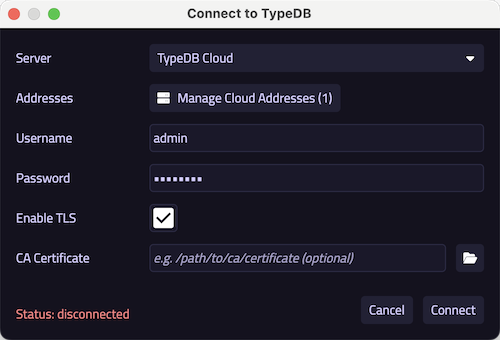 Connect to TypeDB
Server TypeDB Cloud
Addresses Manage Cloud Addresses (1)
Username admin
Password ••••••••
Enable TLS
CA Certificate e.g. /path/to/ca/certificate (optional)
Status: disconnected Cancel Connect